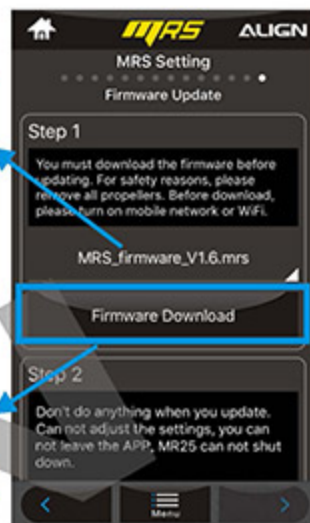 MRS ALIGN
MRS Setting
Firmware Update
Step 1
You must download the firmware before
updating. For safety reasons, please
remove all propellers. Before download,
please turn on mobile network or WiFi.
MRS_firmware_V1.6.mrs
Firmware Download
Step 2
Don't do anything when you update.
Can not adjust the settings, you can
not leave the APP, MR25 can not shut
down.
Menu